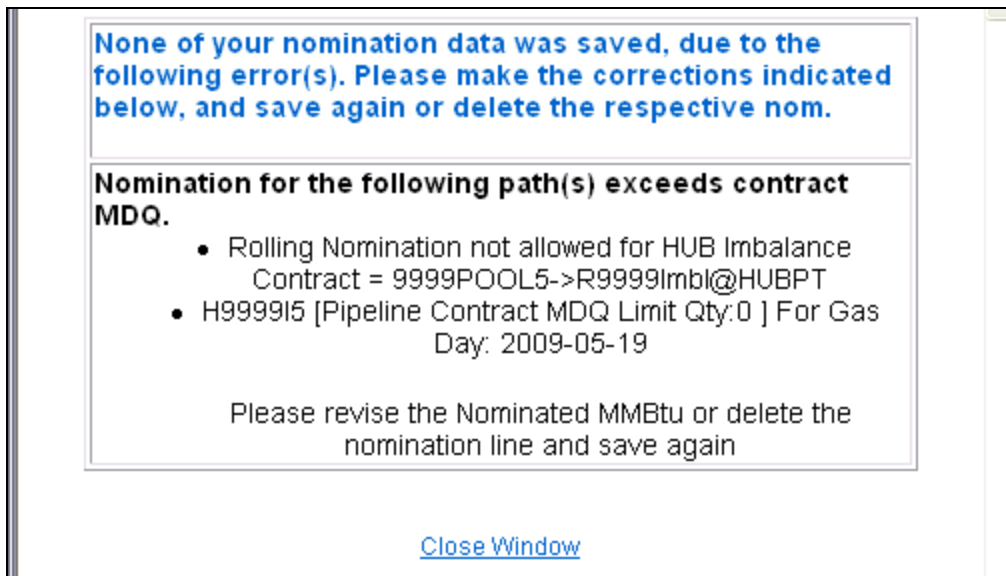 None of your nomination data was saved, due to the
following error(s). Please make the corrections indicated
below, and save again or delete the respective nom.
Nomination for the following path(s) exceeds contract
MDQ.
• Rolling Nomination not allowed for HUB Imbalance
Contract = 9999POOL5->R9999Imbl@HUBPT
• H9999I5 [Pipeline Contract MDQ Limit Qty:0 ] For Gas
Day: 2009-05-19
Please revise the Nominated MMBtu or delete the
nomination line and save again
Close Window